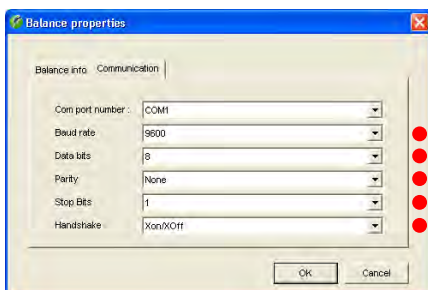 Balance properties
Balance info Communication
Com port number : COM1
Baud rate 9600
Data bits 8
Parity None
Stop Bits 1
Handshake Xon/XOff
OK Cancel